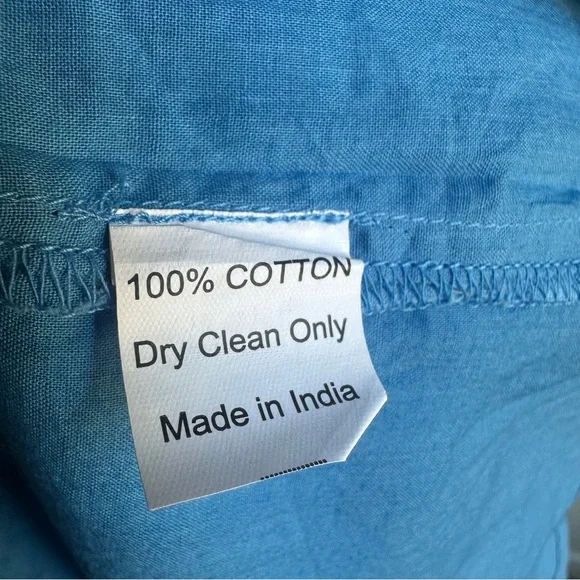 100% COTTON
Dry Clean Only
Made in India